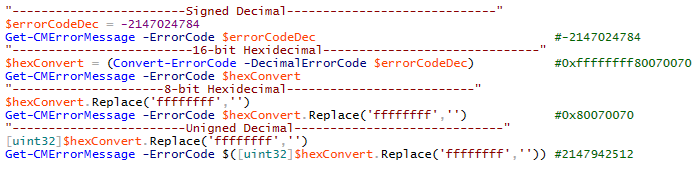 "------------------------Signed Decimal-----------------------------"
$errorCodeDec = -2147024784
Get-CMErrorMessage -ErrorCode $errorCodeDec #-2147024784
"-------------------------16-bit Hexidecimal------------------------------"
$hexConvert = (Convert-ErrorCode -DecimalErrorCode $errorCodeDec) #0xffffffff80070070
Get-CMErrorMessage -ErrorCode $hexConvert
"---------------------8-bit Hexidecimal--------------------------"
$hexConvert.Replace('ffffffff','')
Get-CMErrorMessage -ErrorCode $hexConvert.Replace('ffffffff','') #0x80070070
"------------------------Unigned Decimal-----------------------------"
[uint32]$hexConvert.Replace('ffffffff','')
Get-CMErrorMessage -ErrorCode $([uint32]$hexConvert.Replace('ffffffff','')) #2147942512